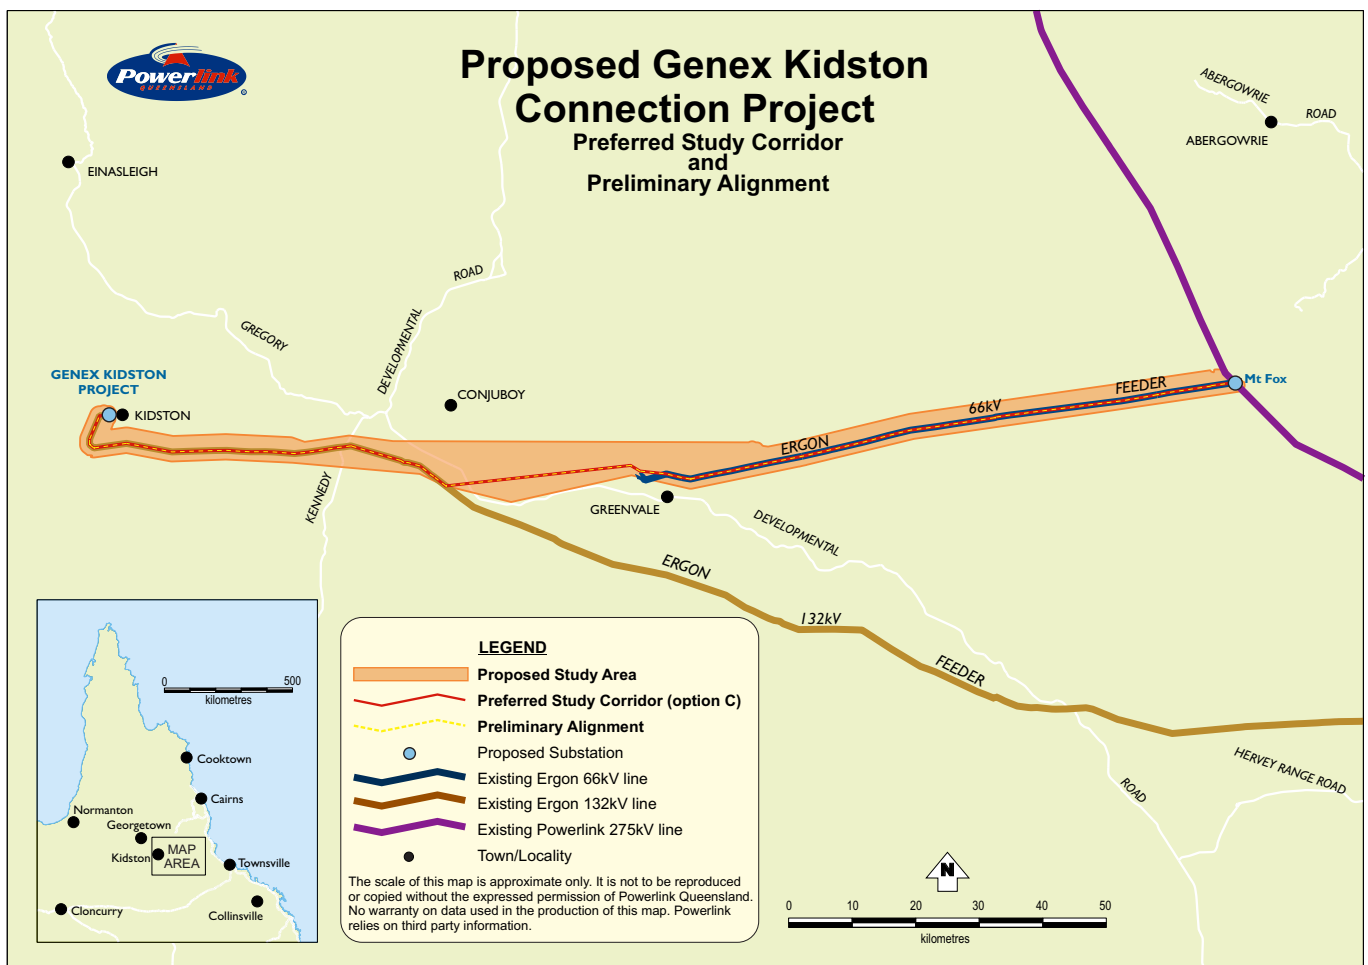 Powerlink
QUEENSLAND
Proposed Genex Kidston
Connection Project
Preferred Study Corridor
and
Preliminary Alignment
ABERGOWRIE
ROAD
ABERGOWRIE
EINASLEIGH
ROAD
GREGORY
DEVELOPMENTAL
GENEX KIDSTON
PROJECT
KIDSTON
CONJUBOY
66kV
FEEDER
Mt Fox
ERGON
KENNEDY
GREENVALE
DEVELOPMENTAL
ERGON
132kV
FEEDER
ROAD
HERVEY RANGE ROAD
0
500
kilometres
Cooktown
Cairns
Normanton
Georgetown
Kidston
MAP
AREA
Townsville
Cloncurry
Collinsville
LEGEND
Proposed Study Area
Preferred Study Corridor (option C)
Preliminary Alignment
Proposed Substation
Existing Ergon 66kV line
Existing Ergon 132kV line
Existing Powerlink 275kV line
Town/Locality
The scale of this map is approximate only. It is not to be reproduced
or copied without the expressed permission of Powerlink Queensland.
No warranty on data used in the production of this map. Powerlink
relies on third party information.
N
0 10 20 30 40 50
kilometres